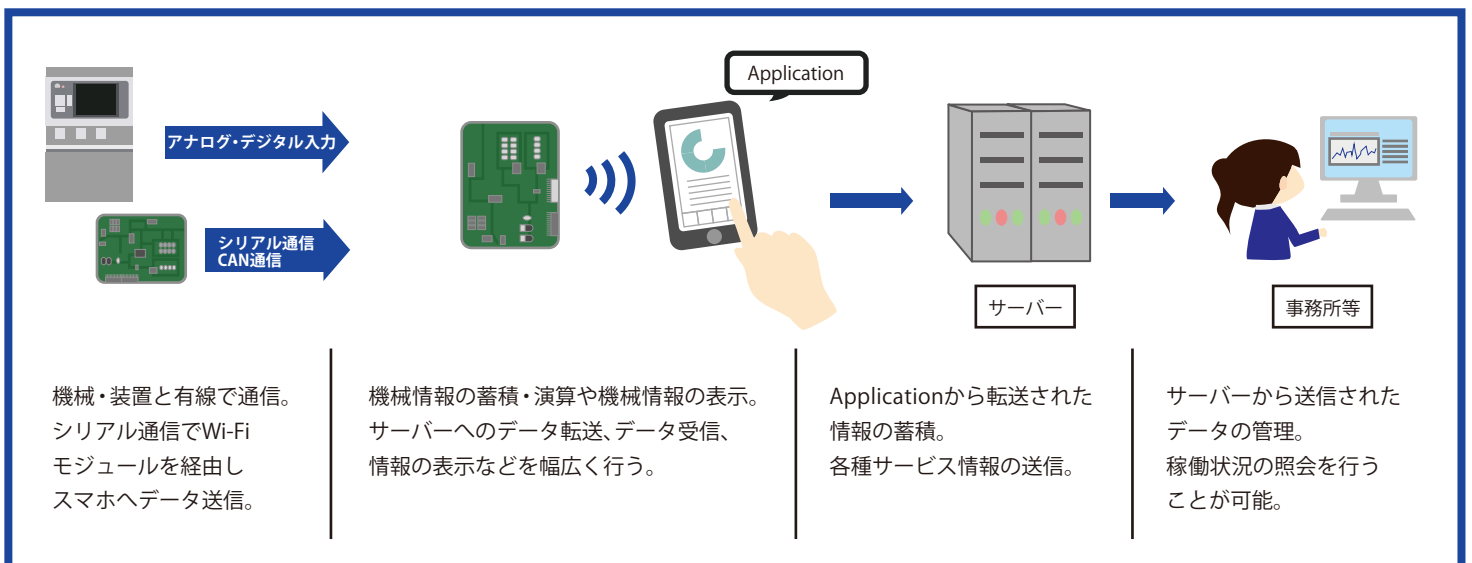 Application
アナログ・デジタル入力
シリアル通信
CAN通信
サーバー
事務所等
機械・装置と有線で通信。
シリアル通信でWi-Fi
モジュールを経由し
スマホへデータ送信。
機械情報の蓄積・演算や機械情報の表示。
サーバーへのデータ転送、データ受信、
情報の表示などを幅広く行う。
Applicationから転送された
情報の蓄積。
各種サービス情報の送信。
サーバーから送信された
データの管理。
稼働状況の照会を行う
ことが可能。